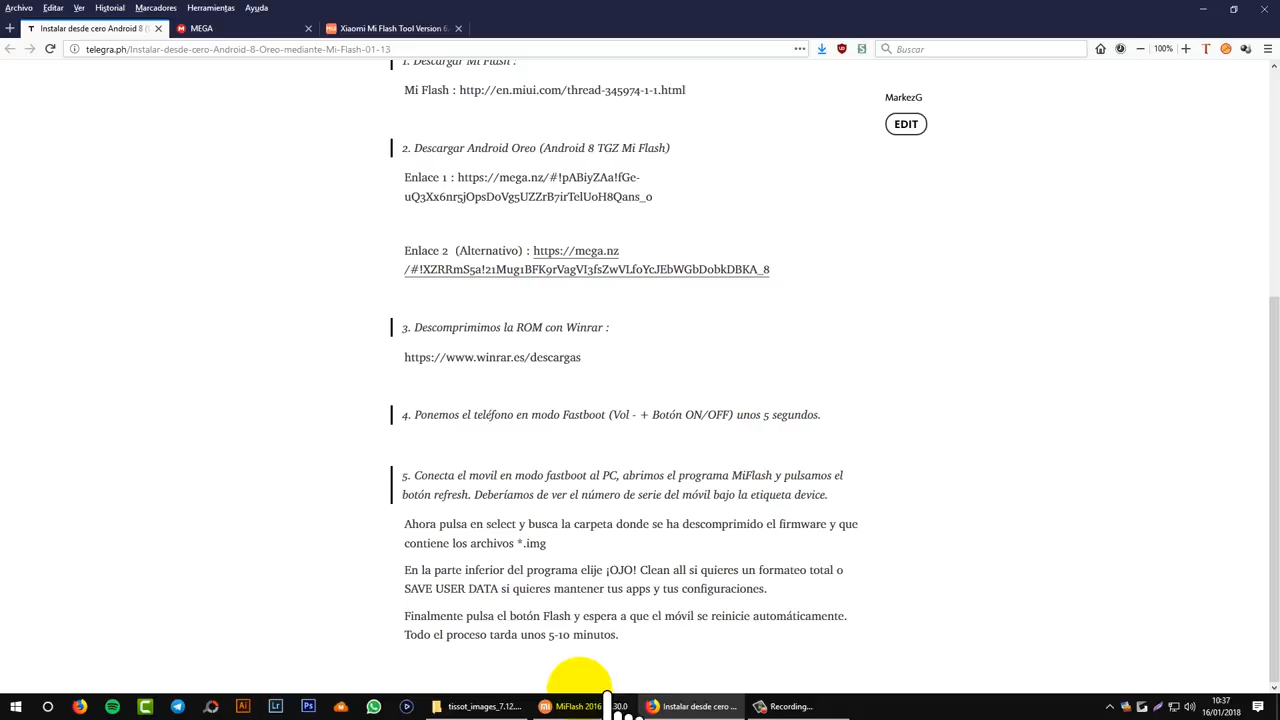 Archivo Editar Ver Historial Marcadores Herramientas Ayuda
Instalar desde cero Android 8 (
MEGA
Xiaomi Mi Flash Tool Version 6.
telegra.ph/Instalar-desde-cero-Android-8-Oreo-mediante-Mi-Flash-01-13
Buscar
100%
1. Descargar Mi Flash :
Mi Flash : http://en.miui.com/thread-345974-1-1.html
MarkezG
EDIT
2. Descargar Android Oreo (Android 8 TGZ Mi Flash)
Enlace 1 : https://mega.nz/#!pABiyZAa!fGe-
uQ3Xx6nr5jOpsDoVg5UZZrB7irTelUoH8Qans_0
Enlace 2 (Alternativo) : https://mega.nz
/#!XZRRmS5a!21Mug1BFK9rVagVI3fsZwVLfoYcJEbWGbDobkDBKA_8
3. Descomprimimos la ROM con Winrar :
https://www.winrar.es/descargas
4. Ponemos el teléfono en modo Fastboot (Vol - + Botón ON/OFF) unos 5 segundos.
5. Conecta el movil en modo fastboot al PC, abrimos el programa MiFlash y pulsamos el
botón refresh. Deberíamos de ver el número de serie del móvil bajo la etiqueta device.
Ahora pulsa en select y busca la carpeta donde se ha descomprimido el firmware y que
contiene los archivos *.img
En la parte inferior del programa elije ¡OJO! Clean all si quieres un formateo total o
SAVE USER DATA si quieres mantener tus apps y tus configuraciones.
Finalmente pulsa el botón Flash y espera a que el móvil se reinicie automáticamente.
Todo el proceso tarda unos 5-10 minutos.
tissot_images_7.12....
MiFlash 2016 30.0
Instalar desde cero ...
Recording...
10:37
16/01/2018